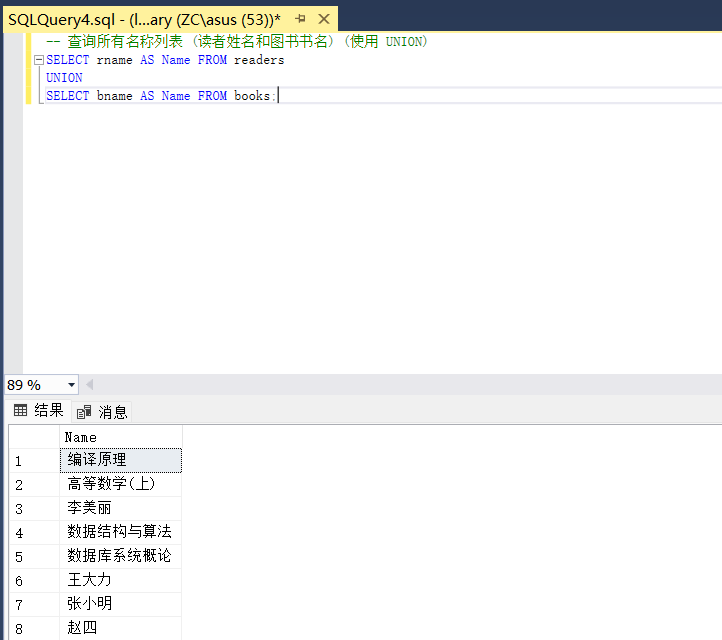 SQLQuery4.sql - (l...ary (ZC\asus (53))*
-- 查询所有名称列表 (读者姓名和图书书名) (使用 UNION)
SELECT rname AS Name FROM readers
UNION
SELECT bname AS Name FROM books;
89 %
结果 消息
Name
1 编译原理
2 高等数学(上)
3 李美丽
4 数据结构与算法
5 数据库系统概论
6 王大力
7 张小明
8 赵四